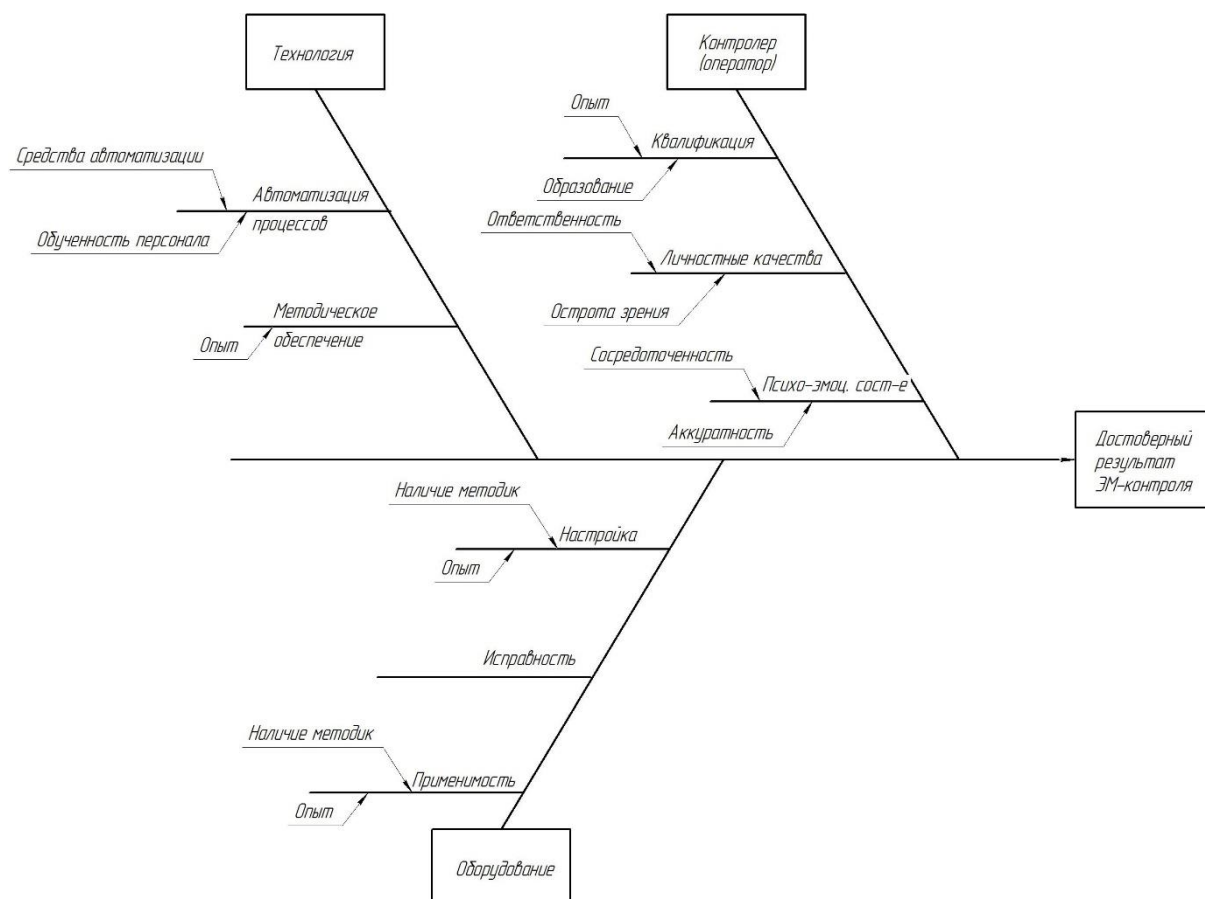 Технология
Контролер
(оператор)
Опыт
Квалификация
Образование
Средства автоматизации
Автоматизация
процессов
Обученность персонала
Ответственность
Личностные качества
Острота зрения
Методическое
обеспечение
Опыт
Сосредоточенность
Психо-эмоц. сост-е
Аккуратность
Достоверный
результат
ЭМ-контроля
Наличие методик
Настройка
Опыт
Исправность
Наличие методик
Применимость
Опыт
Оборудование